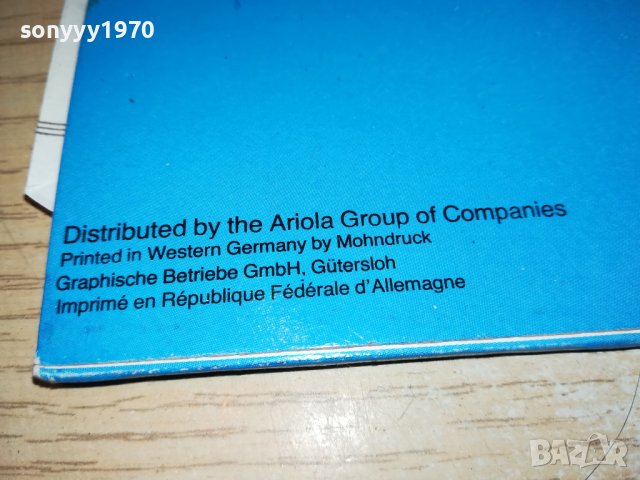 sonyyy1970
Distributed by the Ariola Group of Companies
Printed in Western Germany by Mohndruck
Graphische Betriebe GmbH, Gütersloh
Imprimé en République Fédérale d'Allemagne
BAZAR